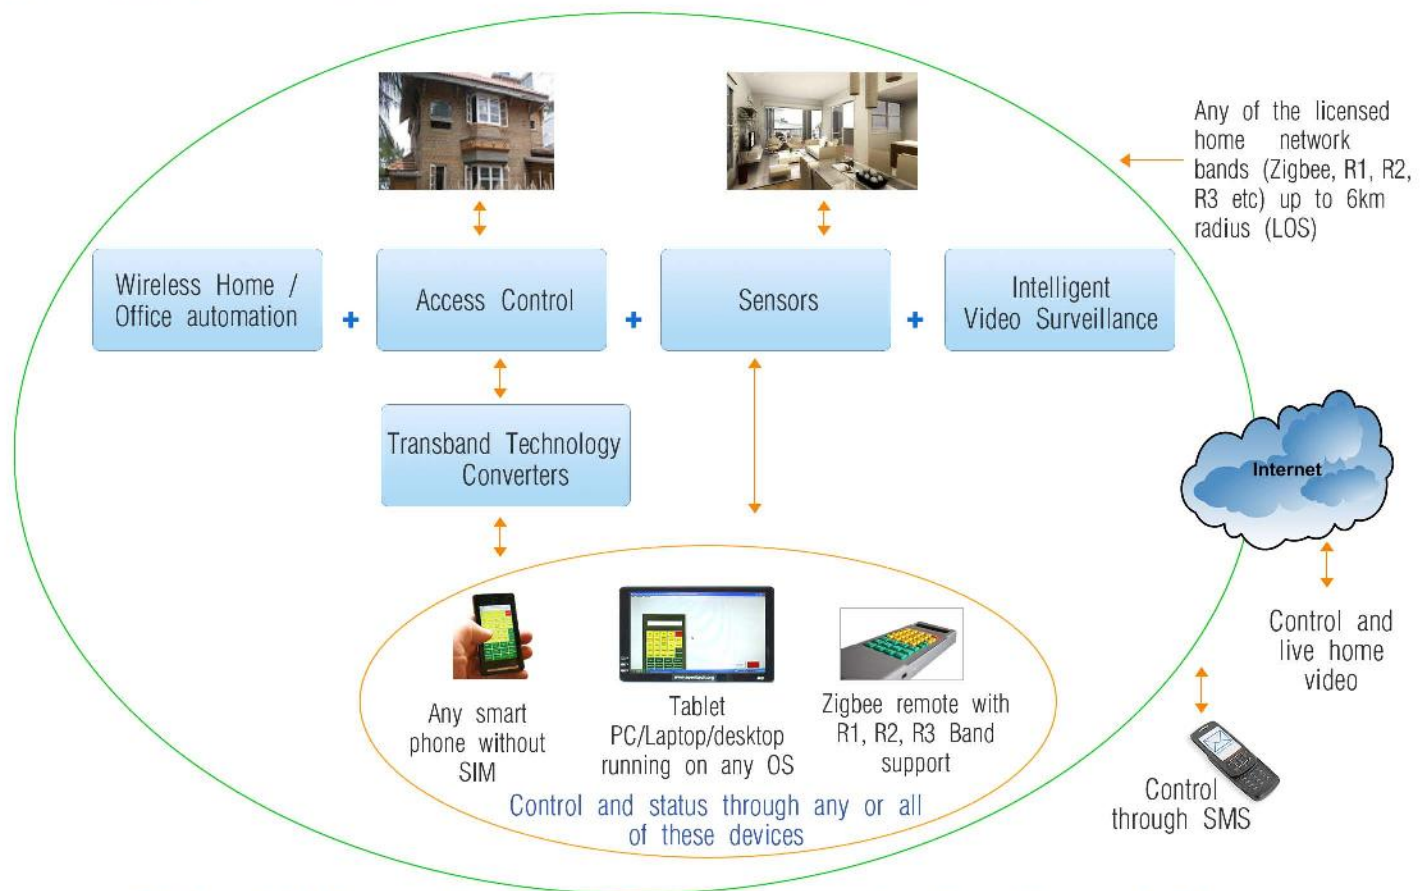 Any of the licensed
home network
bands (Zigbee, R1, R2,
R3 etc) up to 6km
radius (LOS)
Wireless Home /
Office automation
+
Access Control
+
Sensors
+
Intelligent
Video Surveillance
Transband Technology
Converters
Internet
Control and
live home
video
Any smart
phone without
SIM
Tablet
PC/Laptop/desktop
running on any OS
Zigbee remote with
R1, R2, R3 Band
support
Control and status through any or all
of these devices
Control
through SMS